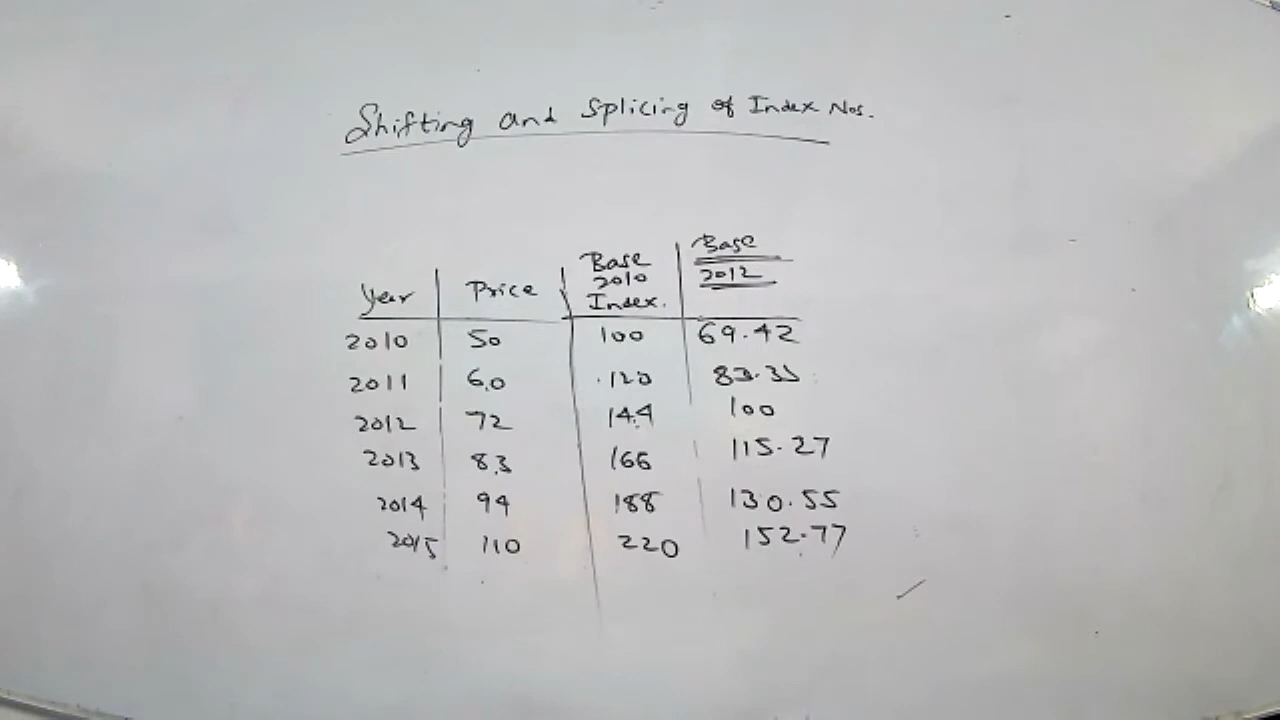 Shifting and Splicing of Index Nos.
Year Price Base 2010 Index. Base 2012
2010 50 100 69.42
2011 60 120 83.35
2012 72 144 100
2013 83 166 115.27
2014 94 188 130.55
2015 110 220 152.77